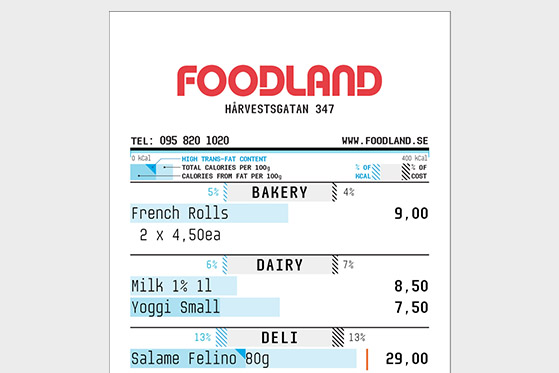 FOODLAND
HÅRVESTSGATAN 347
TEL: 095 820 1020 WWW.FOODLAND.SE
0 kCal HIGH TRANS-FAT CONTENT 400 kCal
TOTAL CALORIES PER 100g % OF KCAL % OF COST
CALORIES FROM FAT PER 100g
5% BAKERY 4%
French Rolls 9,00
2 x 4,50ea
6% DAIRY 7%
Milk 1% 1l 8,50
Yoggi Small 7,50
13% DELI 13%
Salame Felino 80g 29,00